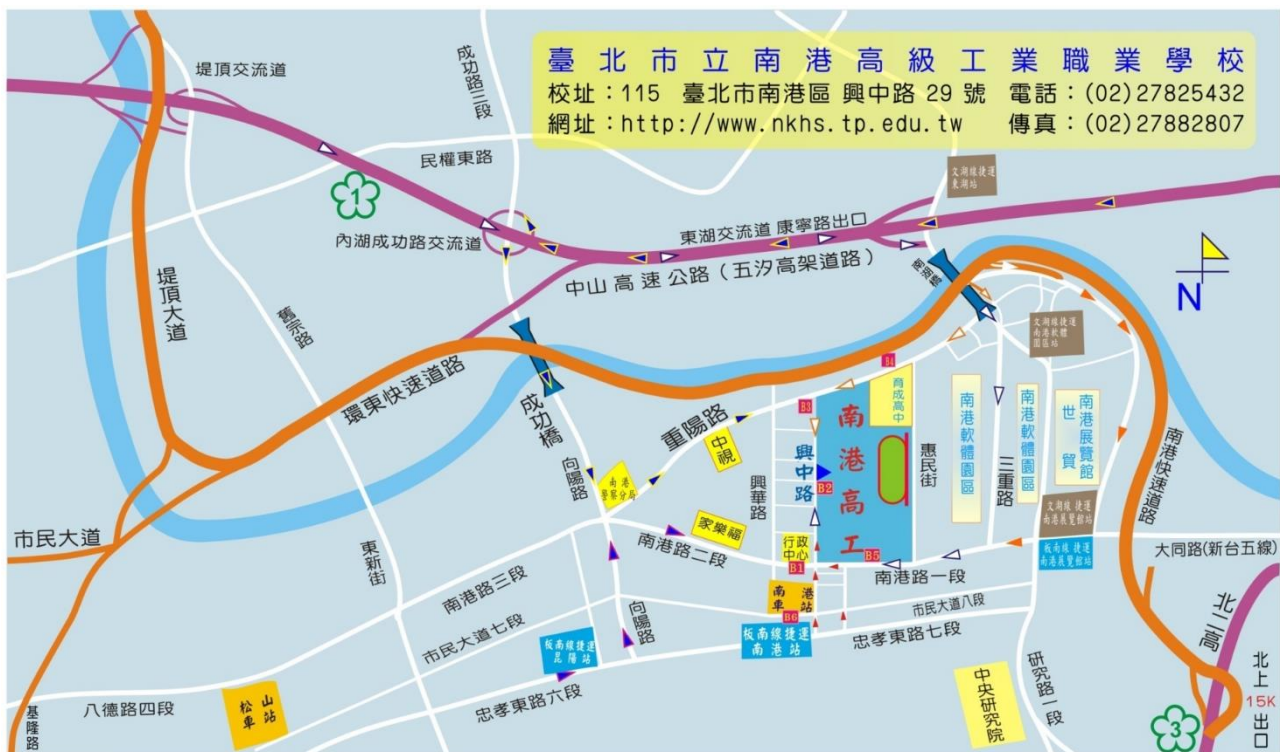 臺北市立南港高級工業職業學校
校址：115 臺北市南港區 興中路 29 號 電話：(02)27825432
網址：http://www.nkhs.tp.edu.tw 傳真：(02)27882807
成功路三段
堤頂交流道
民權東路
1
文湖線捷運
東湖站
內湖成功路交流道
東湖交流道 康寧路出口
中山高速公路（五汐高架道路）
南湖橋
N
堤頂大道
舊宗路
環東快速道路
成功橋
文湖線捷運
南港軟體
園區站
重陽路
B4
B3
育成高中
中視
南港高工
興中路
B2
興華路
惠民街
南港軟體園區
三重路
南港軟體園區
南港展覽館
世貿
南港快速道路
向陽路
南港
警察分局
家樂福
行政
中心
B1
B5
文湖線 捷運
南港展覽館站
板南線 捷運
南港展覽館站
大同路(新台五線)
市民大道
東新街
南港路二段
南港路一段
南港路三段
南港
車站
B6
市民大道八段
市民大道七段
向陽路
板南線捷運
昆陽站
板南線捷運
南港站
忠孝東路七段
忠孝東路六段
研究路一段
中央研究院
北二高
北上
15K
出口
3
松山
車站
八德路四段
基隆路